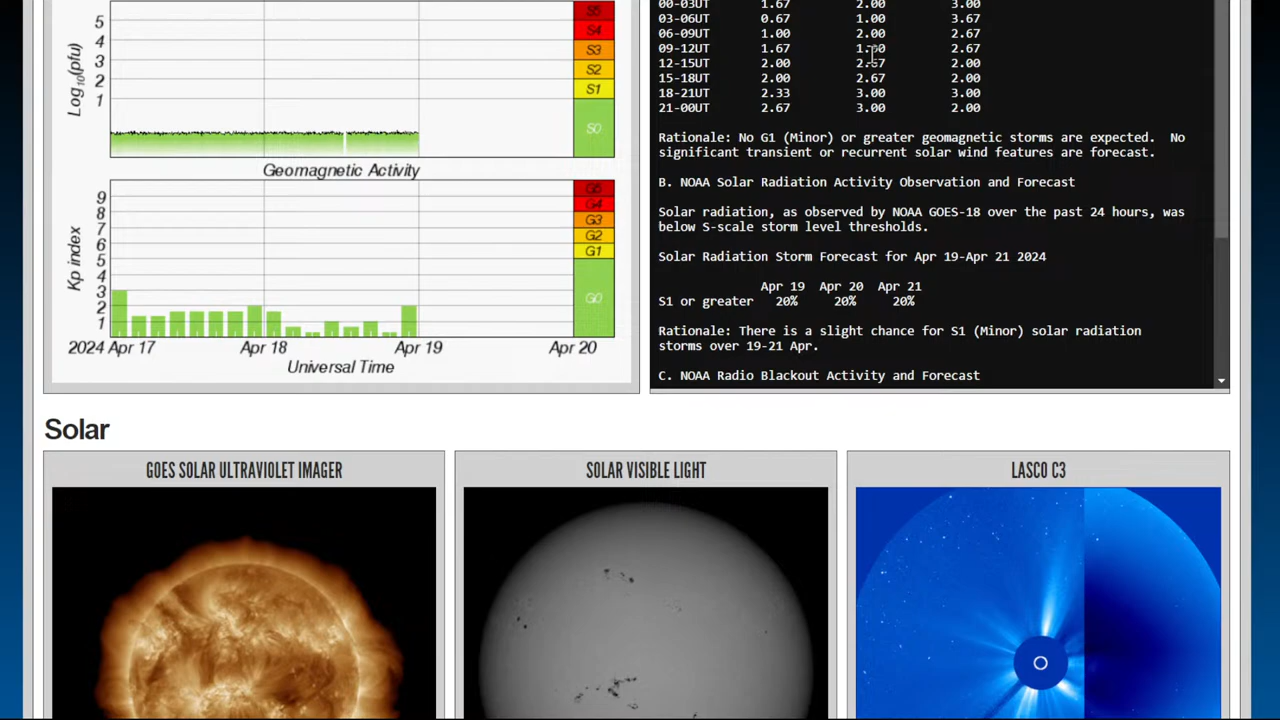 5
4
3
2
1
Log10(pfu)
S5
S4
S3
S2
S1
S0
Geomagnetic Activity
9
8
7
6
5
4
3
2
1
Kp index
G5
G4
G3
G2
G1
G0
2024 Apr 17 Apr 18 Apr 19 Apr 20
Universal Time
00-03UT 1.67 2.00 3.00
03-06UT 0.67 1.00 3.67
06-09UT 1.00 2.00 2.67
09-12UT 1.67 2.67
12-15UT 2.00 2.67 2.00
15-18UT 2.00 2.67 2.00
18-21UT 2.33 3.00 2.00
21-00UT 2.67 3.00 2.00
Rationale: No G1 (Minor) or greater geomagnetic storms are expected. No
significant transient or recurrent solar wind features are forecast.
B. NOAA Solar Radiation Activity Observation and Forecast
Solar radiation, as observed by NOAA GOES-18 over the past 24 hours, was
below S-scale storm level thresholds.
Solar Radiation Storm Forecast for Apr 19-Apr 21 2024
Apr 19 Apr 20 Apr 21
S1 or greater 20% 20% 20%
Rationale: There is a slight chance for S1 (Minor) solar radiation
storms over 19-21 Apr.
C. NOAA Radio Blackout Activity and Forecast
Solar
GOES SOLAR ULTRAVIOLET IMAGER
SOLAR VISIBLE LIGHT
LASCO C3